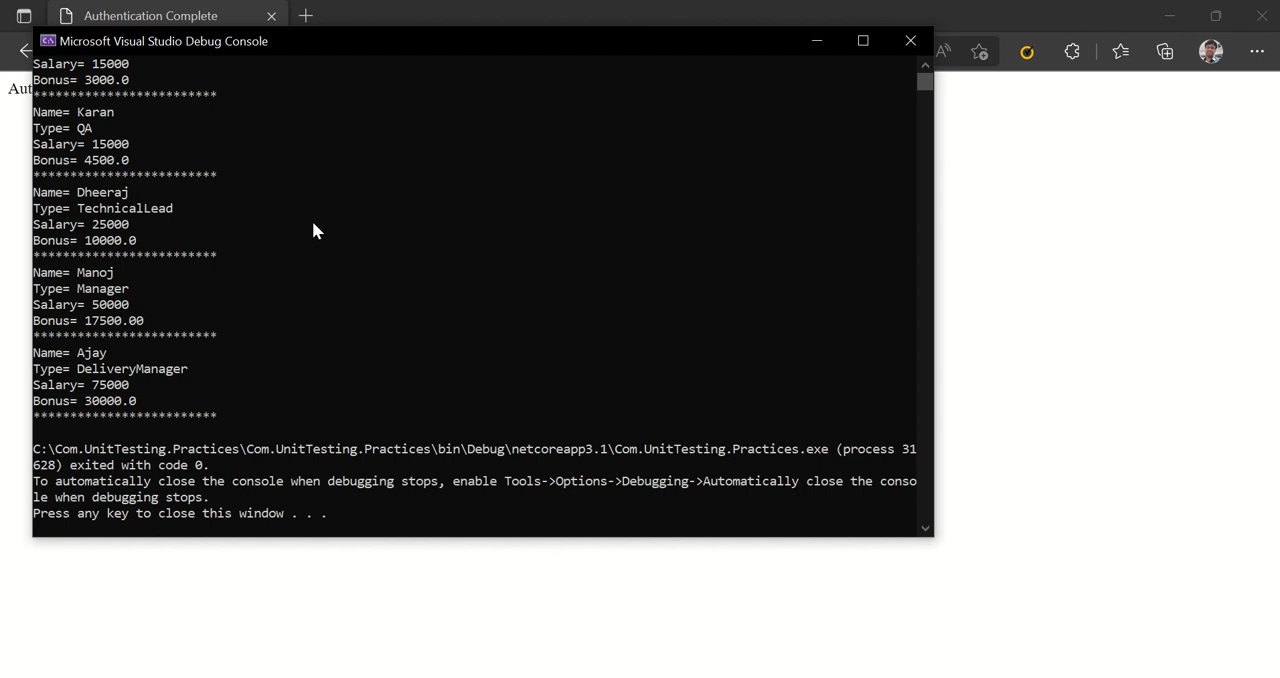 Authentication Complete
Microsoft Visual Studio Debug Console
Aut
Salary= 15000
Bonus= 3000.0
*************************
Name= Karan
Type= QA
Salary= 15000
Bonus= 4500.0
*************************
Name= Dheeraj
Type= TechnicalLead
Salary= 25000
Bonus= 10000.0
*************************
Name= Manoj
Type= Manager
Salary= 50000
Bonus= 17500.00
*************************
Name= Ajay
Type= DeliveryManager
Salary= 75000
Bonus= 30000.0
*************************
C:\Com.UnitTesting.Practices\Com.UnitTesting.Practices\bin\Debug\netcoreapp3.1\Com.UnitTesting.Practices.exe (process 31
628) exited with code 0.
To automatically close the console when debugging stops, enable Tools->Options->Debugging->Automatically close the conso
le when debugging stops.
Press any key to close this window . . .